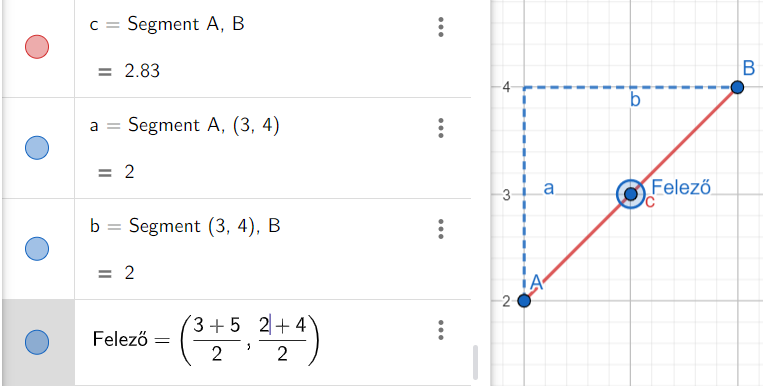 c = Segment A, B
= 2.83
a = Segment A, (3, 4)
= 2
b = Segment (3, 4), B
= 2
Felező = ( (3 + 5)/2 , (2 + 4)/2 )
B
4
b
3
a
Felező
c
A
2